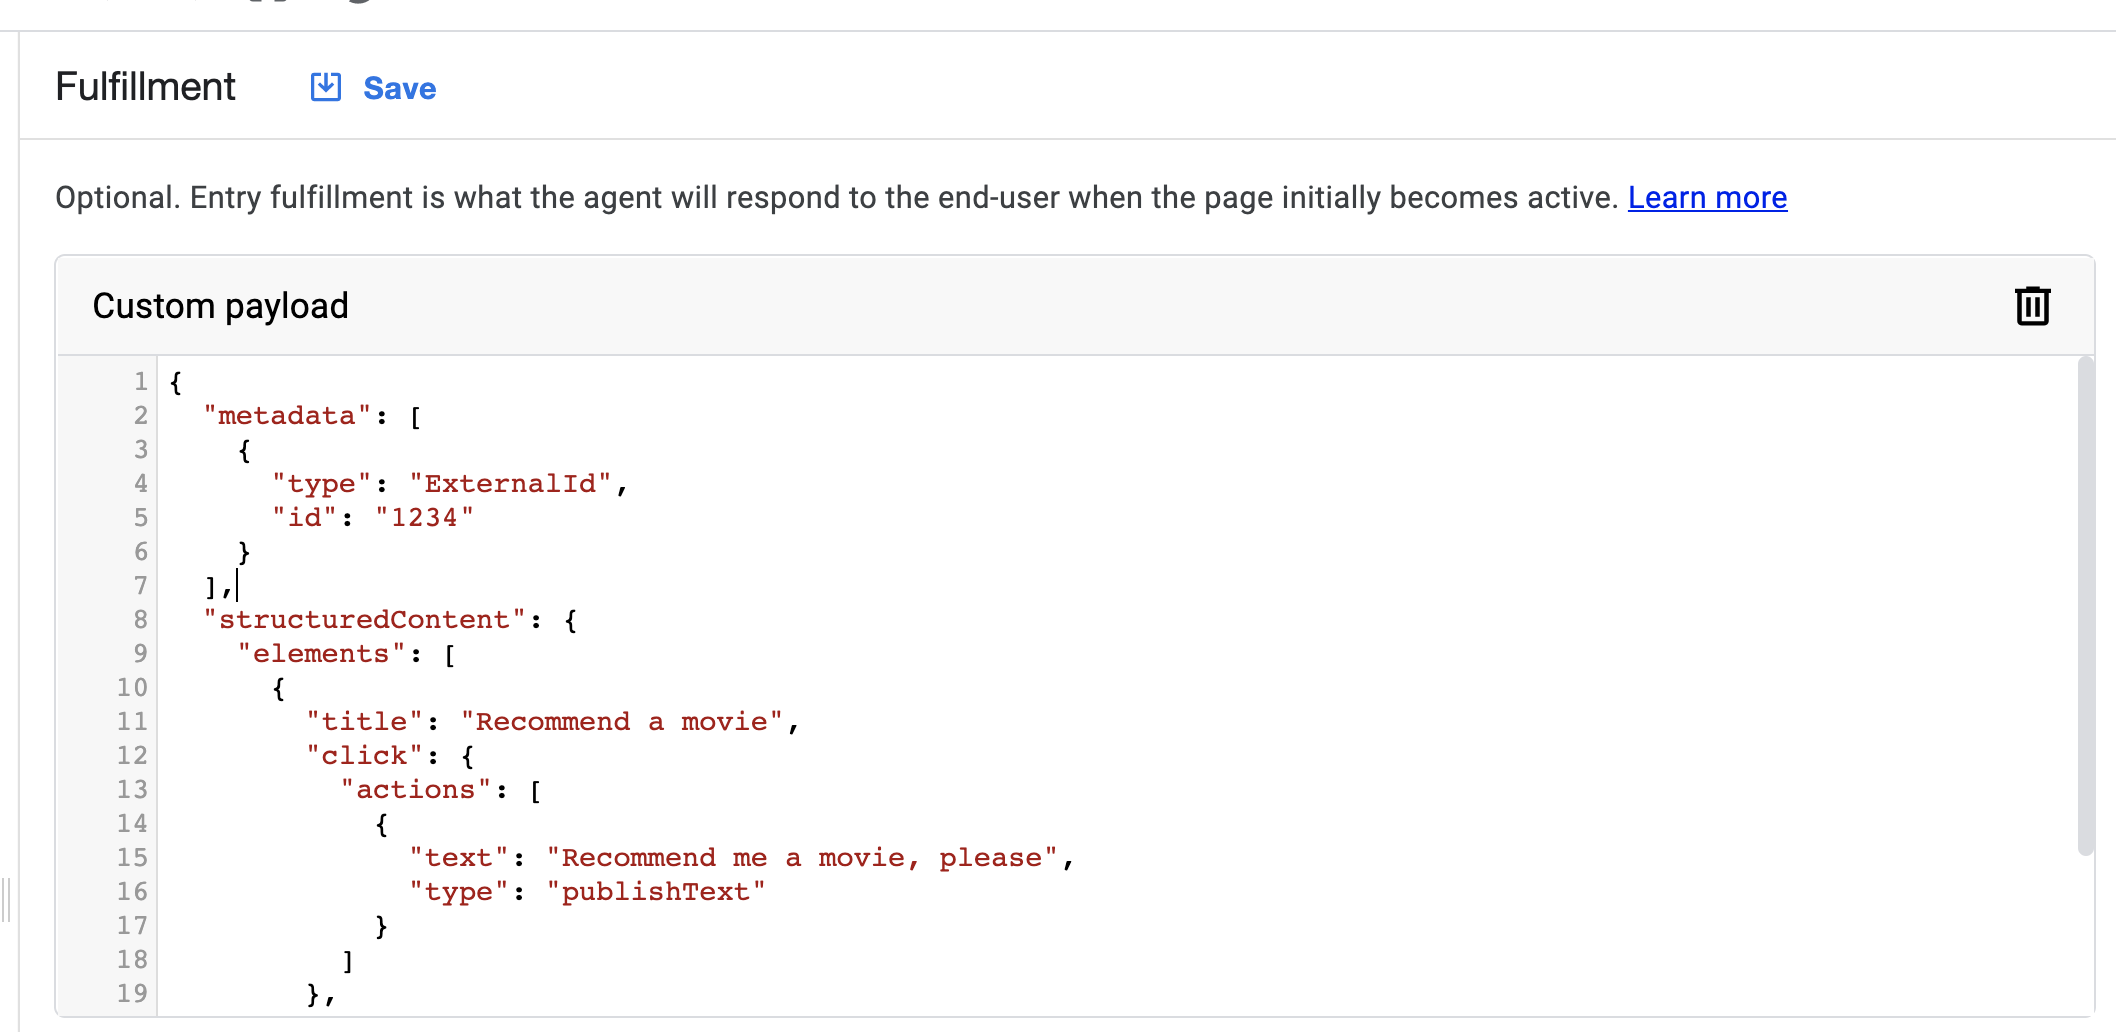 Fulfillment Save
Optional. Entry fulfillment is what the agent will respond to the end-user when the page initially becomes active. Learn more
Custom payload
1 {
2 "metadata": [
3 {
4 "type": "ExternalId",
5 "id": "1234"
6 }
7 ],
8 "structuredContent": {
9 "elements": [
10 {
11 "title": "Recommend a movie",
12 "click": {
13 "actions": [
14 {
15 "text": "Recommend me a movie, please",
16 "type": "publishText"
17 }
18 ]
19 },